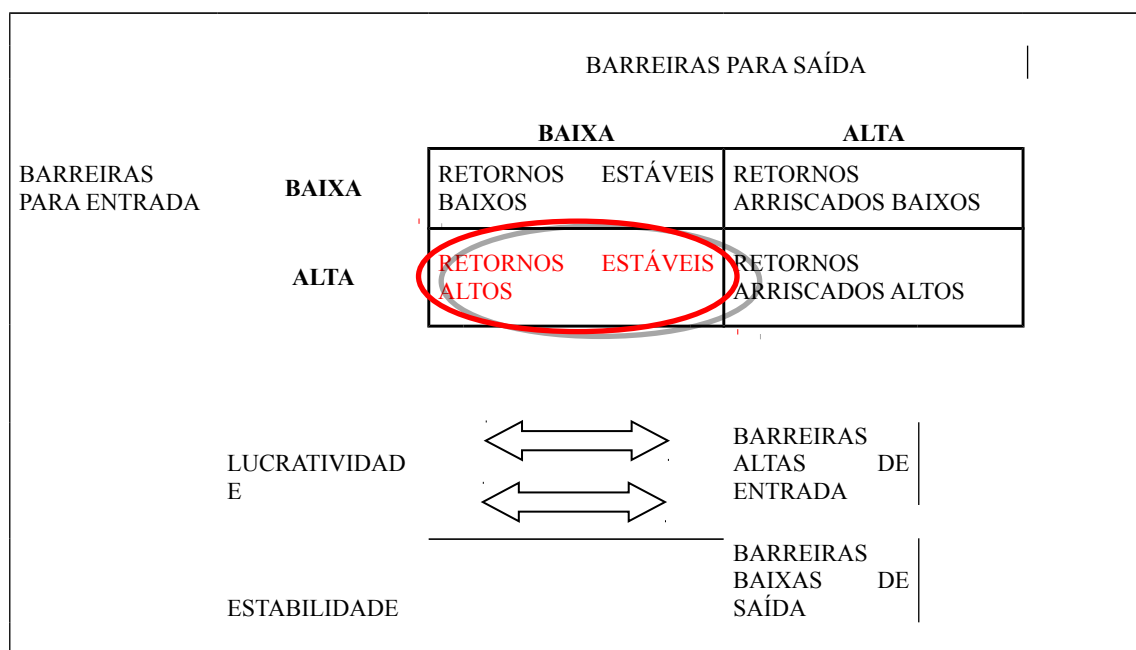 BARREIRAS PARA SAÍDA
BAIXA ALTA
BARREIRAS
PARA ENTRADA
BAIXA
RETORNOS ESTÁVEIS
BAIXOS
RETORNOS
ARRISCADOS BAIXOS
ALTA
RETORNOS ESTÁVEIS
ALTOS
RETORNOS
ARRISCADOS ALTOS
LUCRATIVIDAD
E
BARREIRAS
ALTAS DE
ENTRADA
ESTABILIDADE
BARREIRAS
BAIXAS DE
SAÍDA